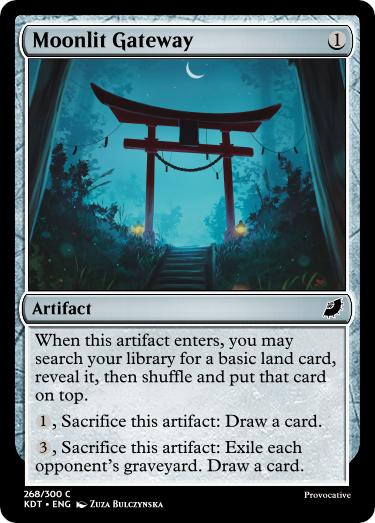 Moonlit Gateway 1
Artifact
When this artifact enters, you may
search your library for a basic land card,
reveal it, then shuffle and put that card
on top.
1 , Sacrifice this artifact: Draw a card.
3 , Sacrifice this artifact: Exile each
opponent's graveyard. Draw a card.
268/300 C Provocative
KDT • ENG Zuza Bulczynska